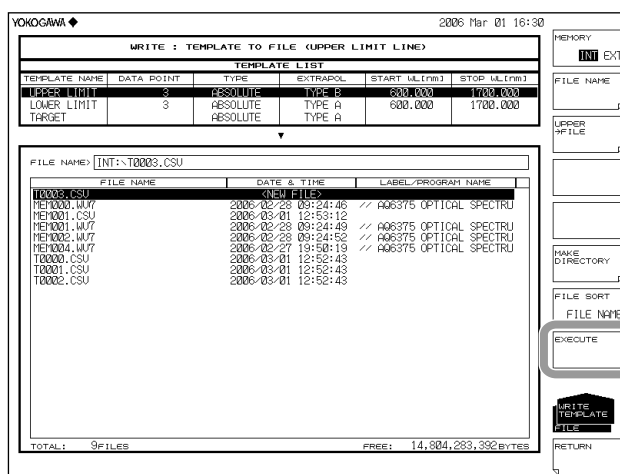 YOKOGAWA ◆ 2006 Mar 01 16:30
WRITE : TEMPLATE TO FILE (UPPER LIMIT LINE)
TEMPLATE LIST
TEMPLATE NAME DATA POINT TYPE EXTRAPOL START WL[nm] STOP WL[nm]
UPPER LIMIT 3 ABSOLUTE TYPE B 600.000 1700.000
LOWER LIMIT 3 ABSOLUTE TYPE A 600.000 1700.000
TARGET ABSOLUTE TYPE A
▼
FILE NAME> INT:\T0003.CSV
FILE NAME DATE & TIME LABEL/PROGRAM NAME
T0003.CSV <NEW FILE>
MEM000.WV7 2006/02/28 09:24:46 // AQ6375 OPTICAL SPECTRU
MEM001.CSV 2006/03/01 12:53:12
MEM001.WV7 2006/02/28 09:24:49 // AQ6375 OPTICAL SPECTRU
MEM002.WV7 2006/02/28 09:24:52 // AQ6375 OPTICAL SPECTRU
MEM004.WV7 2006/02/27 19:50:19 // AQ6375 OPTICAL SPECTRU
T0000.CSV 2006/03/01 12:52:43
T0001.CSV 2006/03/01 12:52:43
T0002.CSV 2006/03/01 12:52:43
TOTAL: 9FILES FREE: 14,804,283,392BYTES
MEMORY
INT EXT
FILE NAME
UPPER
→FILE
MAKE
DIRECTORY
FILE SORT
FILE NAME
EXECUTE
WRITE
TEMPLATE
FILE
RETURN